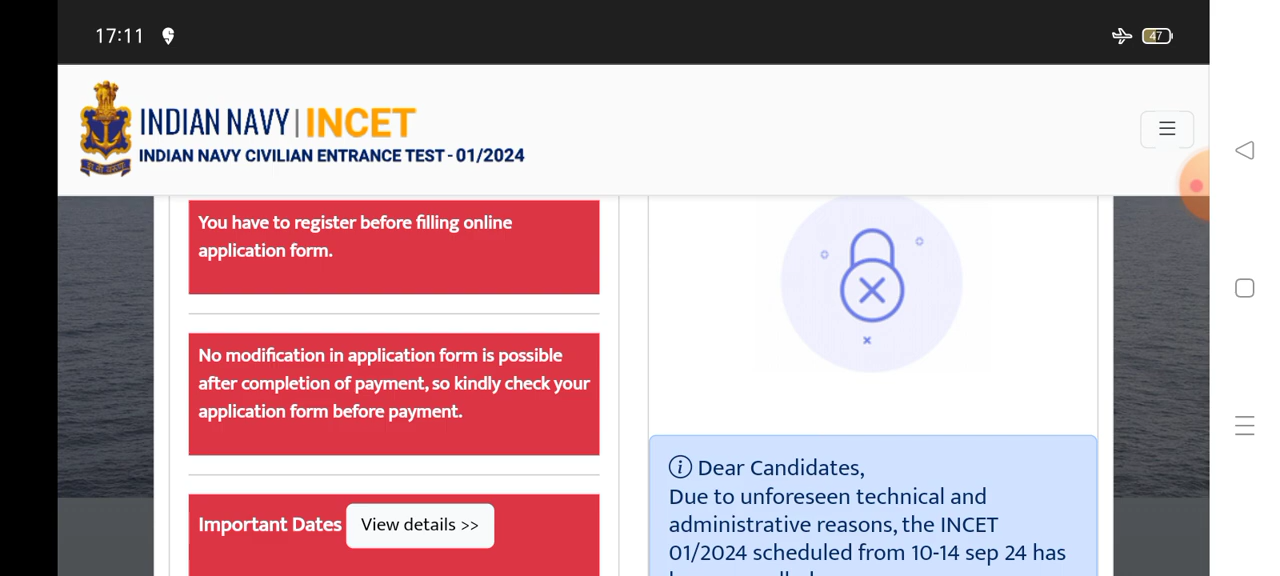 17:11
47
INDIAN NAVY | INCET
INDIAN NAVY CIVILIAN ENTRANCE TEST - 01/2024
You have to register before filling online
application form.
No modification in application form is possible
after completion of payment, so kindly check your
application form before payment.
Important Dates View details >>
Dear Candidates,
Due to unforeseen technical and
administrative reasons, the INCET
01/2024 scheduled from 10-14 sep 24 has